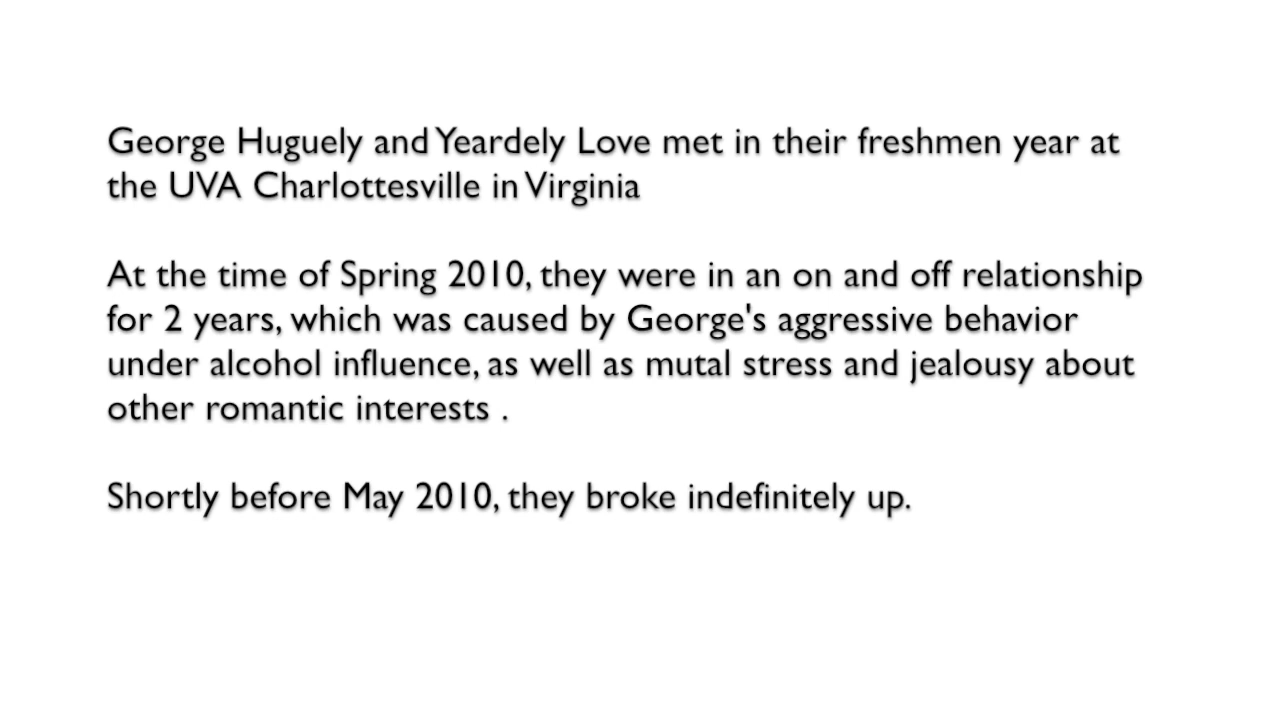 George Huguely and Yeardely Love met in their freshmen year at
the UVA Charlottesville in Virginia
At the time of Spring 2010, they were in an on and off relationship
for 2 years, which was caused by George's aggressive behavior
under alcohol influence, as well as mutal stress and jealousy about
other romantic interests .
Shortly before May 2010, they broke indefinitely up.